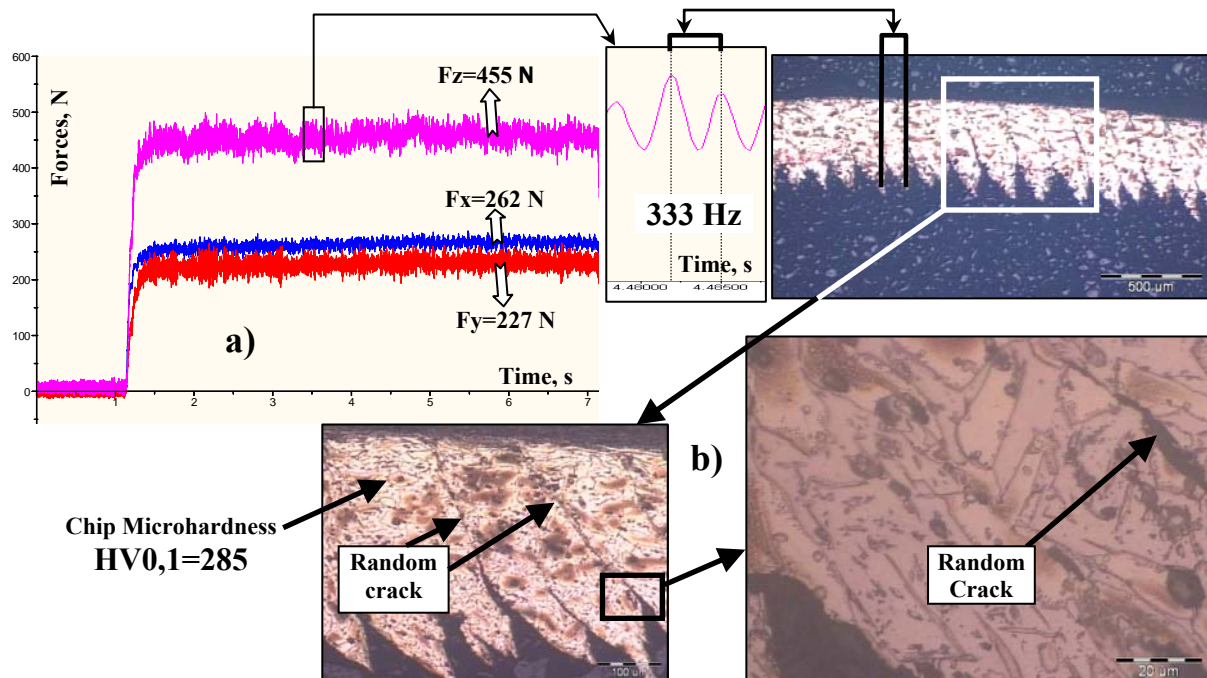 Forces, N
600
500
400
300
200
100
0
Fz=455 N
Fx=262 N
Fy=227 N
a)
Time, s
1
2
3
4
5
6
7
333 Hz
Time, s
4.48000
4.48500
500 µm
Chip Microhardness
HV0,1=285
Random
crack
100 µm
b)
Random
Crack
20 µm